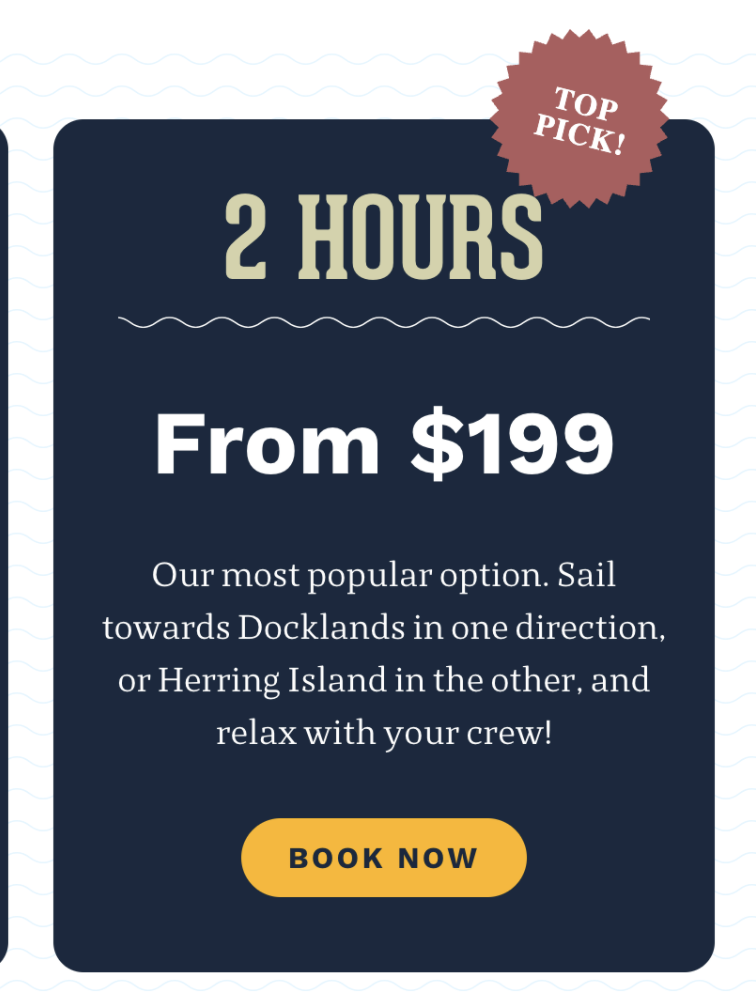 TOP
PICK!
2 HOURS
From $199
Our most popular option. Sail
towards Docklands in one direction,
or Herring Island in the other, and
relax with your crew!
BOOK NOW